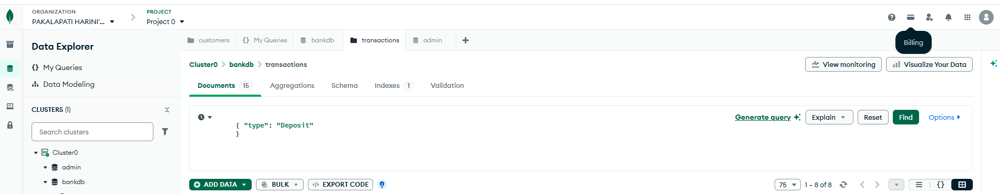 ORGANIZATION
PAKALAPATI HARINI'...
PROJECT
Project 0
Billing
Data Explorer
My Queries
Data Modeling
CLUSTERS (1)
Search clusters
Cluster0
admin
bankdb
customers
{} My Queries
bankdb
transactions
admin
Cluster0 > bankdb > transactions
View monitoring
Visualize Your Data
Documents 15
Aggregations
Schema
Indexes 1
Validation
{ "type": "Deposit"
}
Generate query
Explain
Reset
Find
Options
ADD DATA
BULK
</> EXPORT CODE
75
1 – 8 of 8
{}